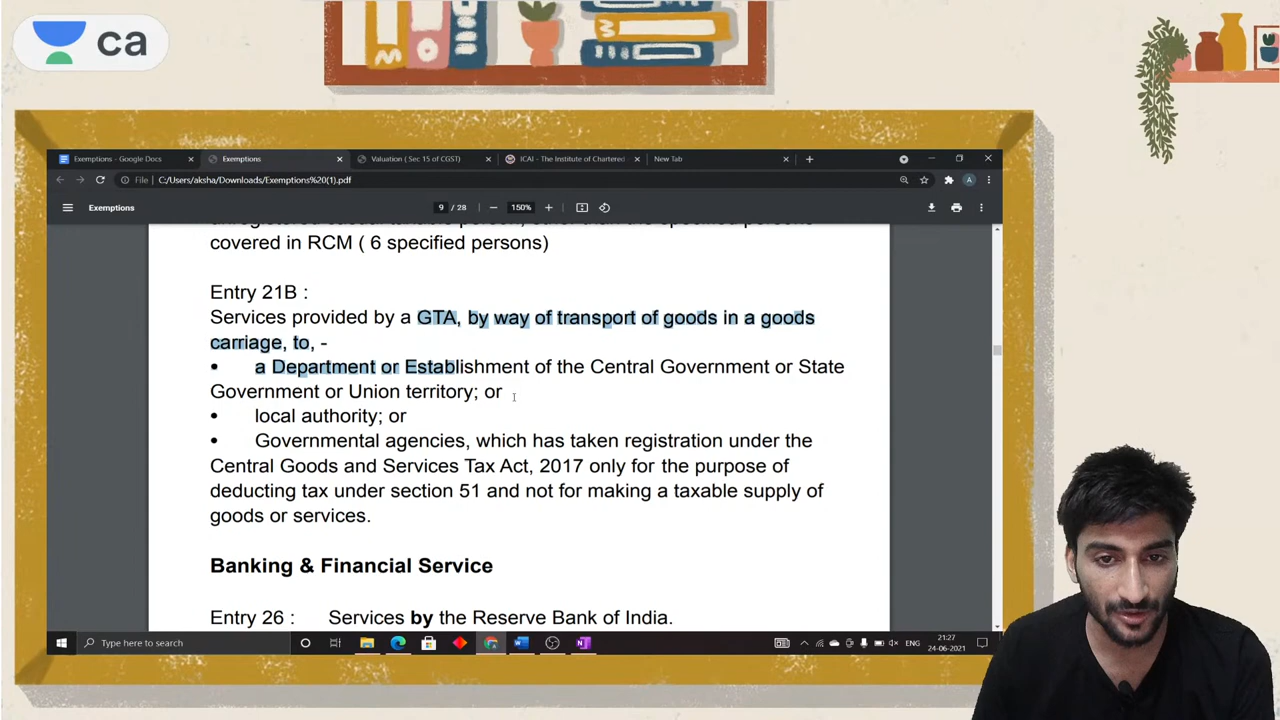 ca
Exemptions - Google Docs
Exemptions
Valuation ( Sec 15 of CGST)
ICAI - The Institute of Chartered
New Tab
File
C:/Users/aksha/Downloads/Exemptions%20(1).pdf
A
Exemptions
9 / 28
150%
covered in RCM ( 6 specified persons)
Entry 21B :
Services provided by a GTA, by way of transport of goods in a goods
carriage, to, -
• a Department or Establishment of the Central Government or State
Government or Union territory; or
• local authority; or
• Governmental agencies, which has taken registration under the
Central Goods and Services Tax Act, 2017 only for the purpose of
deducting tax under section 51 and not for making a taxable supply of
goods or services.
Banking & Financial Service
Entry 26 : Services by the Reserve Bank of India.
Type here to search
ENG
21:27
24-06-2021